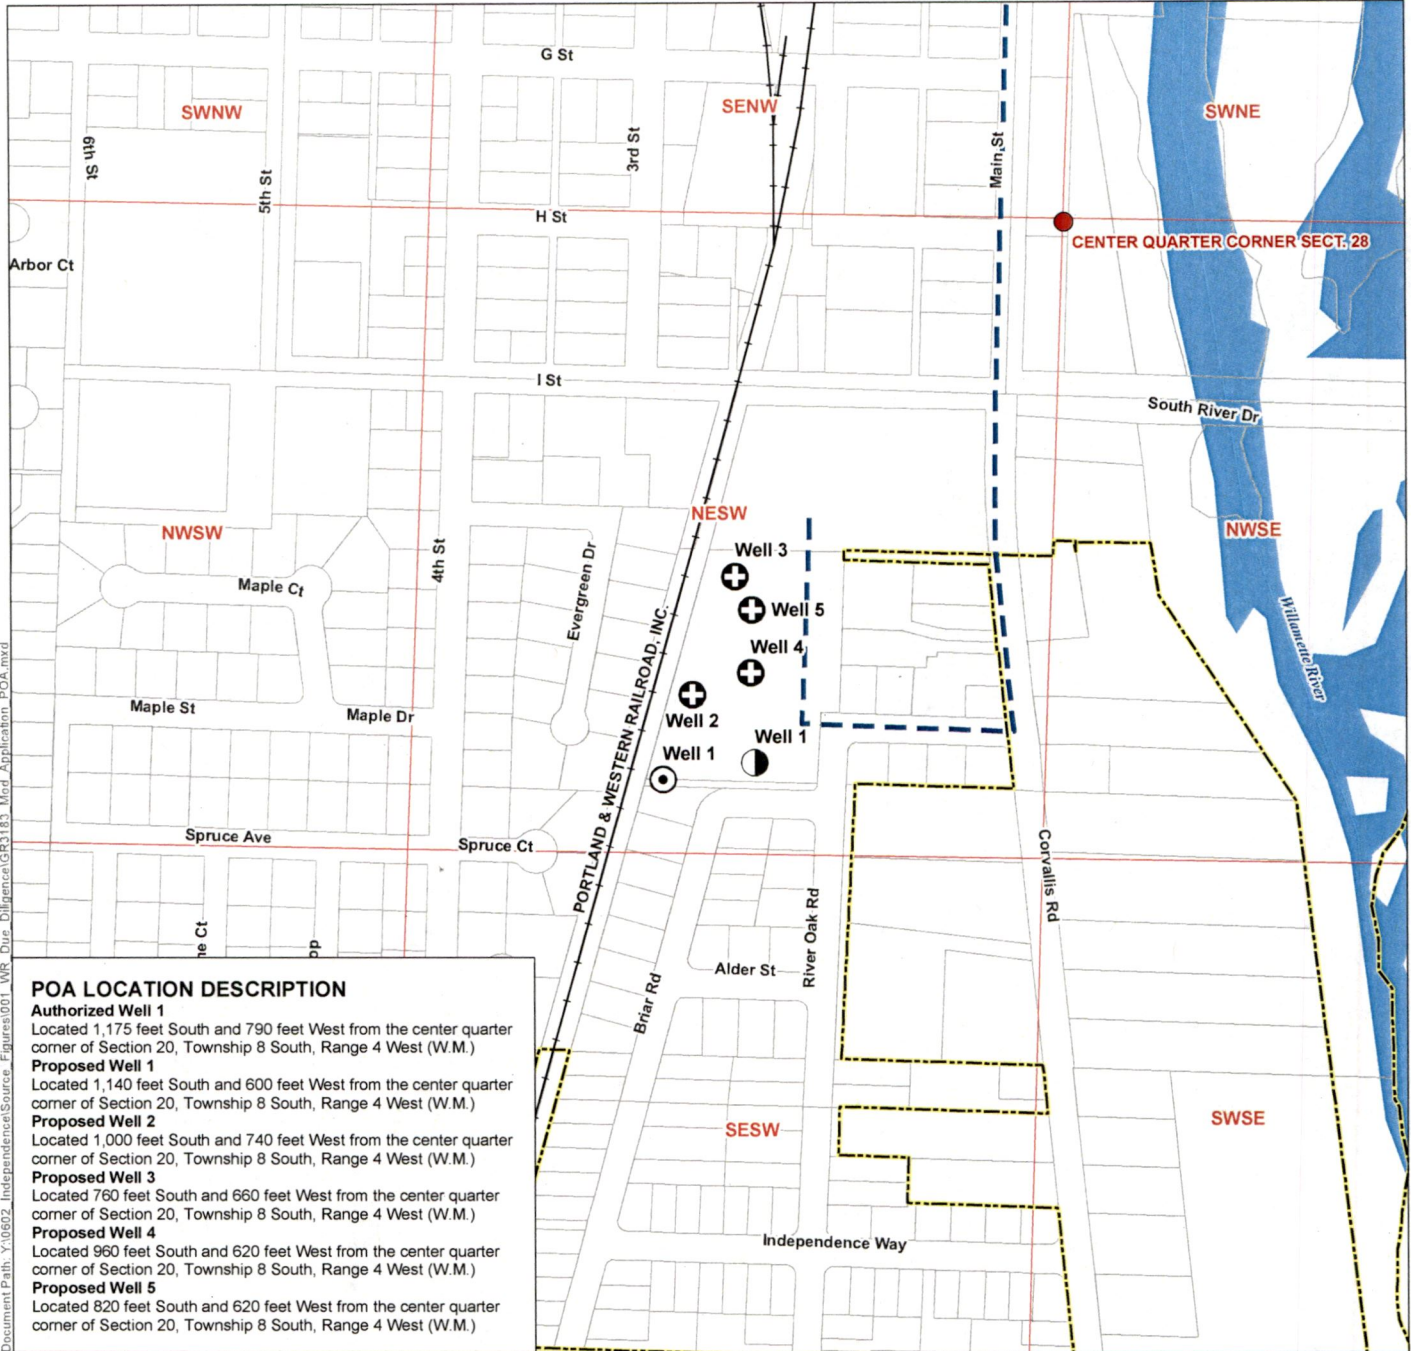 G St
SWNW
SENW
SWNE
6th St
5th St
3rd St
Main St
H St
CENTER QUARTER CORNER SECT. 28
Arbor Ct
I St
South River Dr
NESW
NWSW
NWSE
4th St
Evergreen Dr
Well 3
Maple Ct
Well 5
Well 4
Willamette River
Maple St
Maple Dr
Well 2
Well 1
Well 1
PORTLAND & WESTERN RAILROAD, INC.
Spruce Ave
Spruce Ct
Corvallis Rd
River Oak Rd
ne Ct
op
Alder St
Briar Rd
SESW
SWSE
Independence Way
POA LOCATION DESCRIPTION
Authorized Well 1
Located 1,175 feet South and 790 feet West from the center quarter
corner of Section 20, Township 8 South, Range 4 West (W.M.)
Proposed Well 1
Located 1,140 feet South and 600 feet West from the center quarter
corner of Section 20, Township 8 South, Range 4 West (W.M.)
Proposed Well 2
Located 1,000 feet South and 740 feet West from the center quarter
corner of Section 20, Township 8 South, Range 4 West (W.M.)
Proposed Well 3
Located 760 feet South and 660 feet West from the center quarter
corner of Section 20, Township 8 South, Range 4 West (W.M.)
Proposed Well 4
Located 960 feet South and 620 feet West from the center quarter
corner of Section 20, Township 8 South, Range 4 West (W.M.)
Proposed Well 5
Located 820 feet South and 620 feet West from the center quarter
corner of Section 20, Township 8 South, Range 4 West (W.M.)
Document Path: Y:\0602_Independence\Source_Figures\001_WR_Due_Diligence\GR3183_Mod_Application_POA.mxd